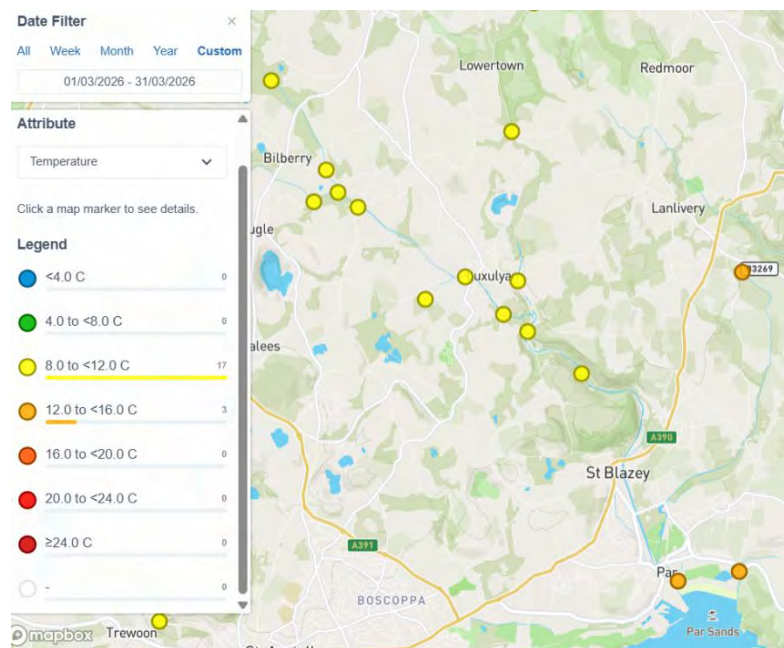 Date Filter ×
All Week Month Year Custom
01/03/2026 - 31/03/2026
Attribute
Temperature
Click a map marker to see details.
Legend
<4.0 C 0
4.0 to <8.0 C 0
8.0 to <12.0 C 17
12.0 to <16.0 C 3
16.0 to <20.0 C 0
20.0 to <24.0 C 0
≥24.0 C 0
- 0
mapbox
Lowertown
Redmoor
Bilberry
Lanlivery
ugle
uxulya
3269
alees
A390
St Blazey
A391
Par
BOSCOPPA
Par Sands
Trewoon